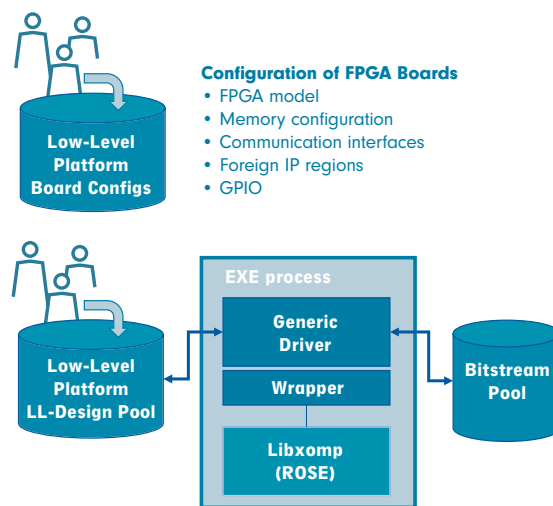 Configuration of FPGA Boards
• FPGA model
• Memory configuration
• Communication interfaces
• Foreign IP regions
• GPIO
Low-Level
Platform
Board Configs
EXE process
Generic
Driver
Wrapper
Libxomp
(ROSE)
Low-Level
Platform
LL-Design Pool
Bitstream
Pool